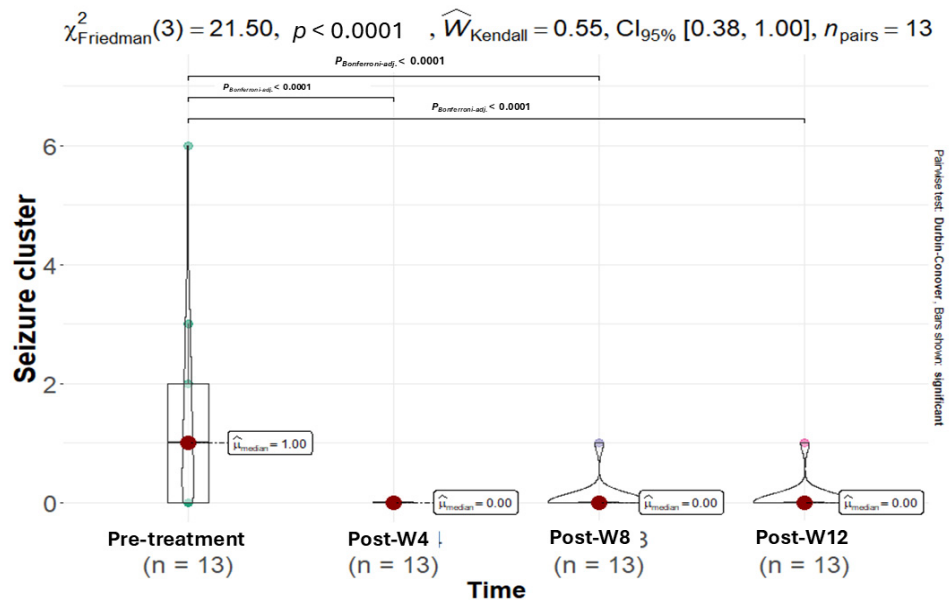 χ²Friedman(3) = 21.50, p < 0.0001 , ŴKendall = 0.55, CI95% [0.38, 1.00], npairs = 13
PBonferroni-adj. < 0.0001
PBonferroni-adj. < 0.0001
PBonferroni-adj. < 0.0001
6
4
2
0
Seizure cluster
μ̂median = 1.00
μ̂median = 0.00
μ̂median = 0.00
μ̂median = 0.00
Pairwise test: Durbin-Conover, Bars shown: significant
Pre-treatment
(n = 13)
Post-W4
(n = 13)
Post-W8 3
(n = 13)
Post-W12
(n = 13)
Time